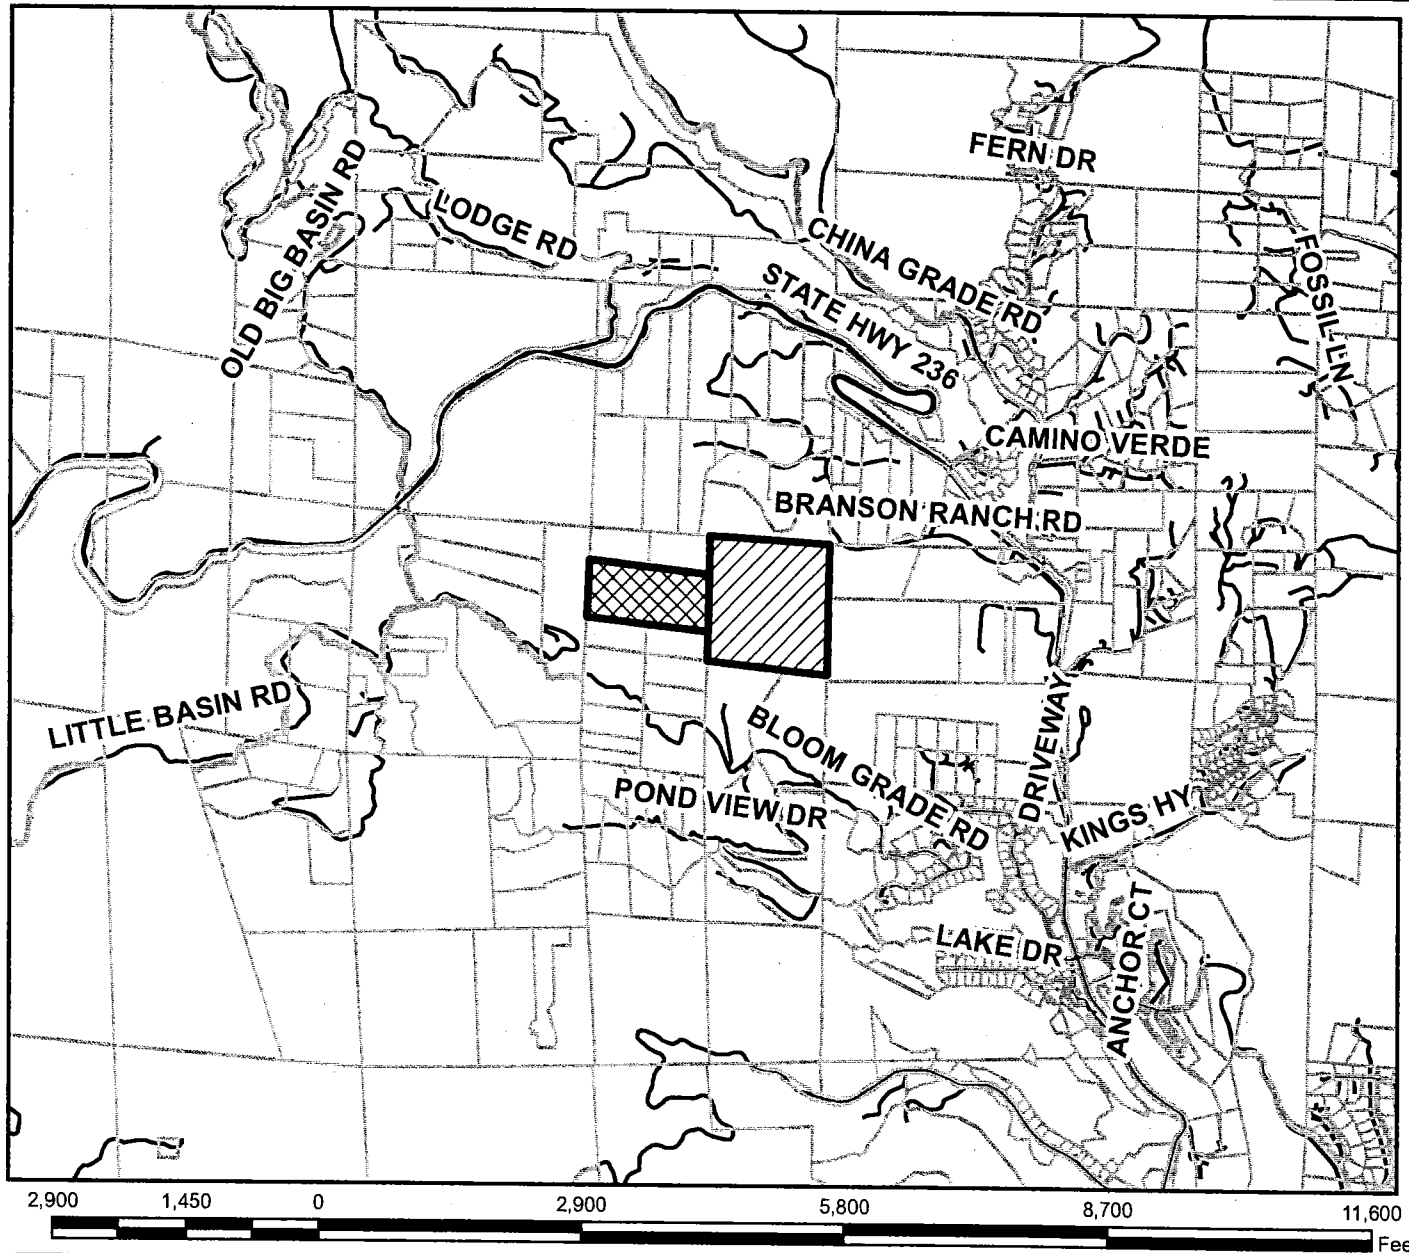 FERN DR
OLD BIG BASIN RD
LODGE RD
CHINA GRADE RD
FOSSIL LN
STATE HWY 236
CAMINO VERDE
BRANSON RANCH RD
LITTLE BASIN RD
BLOOM GRADE RD
DRIVEWAY
POND VIEW DR
KINGS HY
ANCHOR CT
LAKE DR
2,900 1,450 0 2,900 5,800 8,700 11,600
Fee